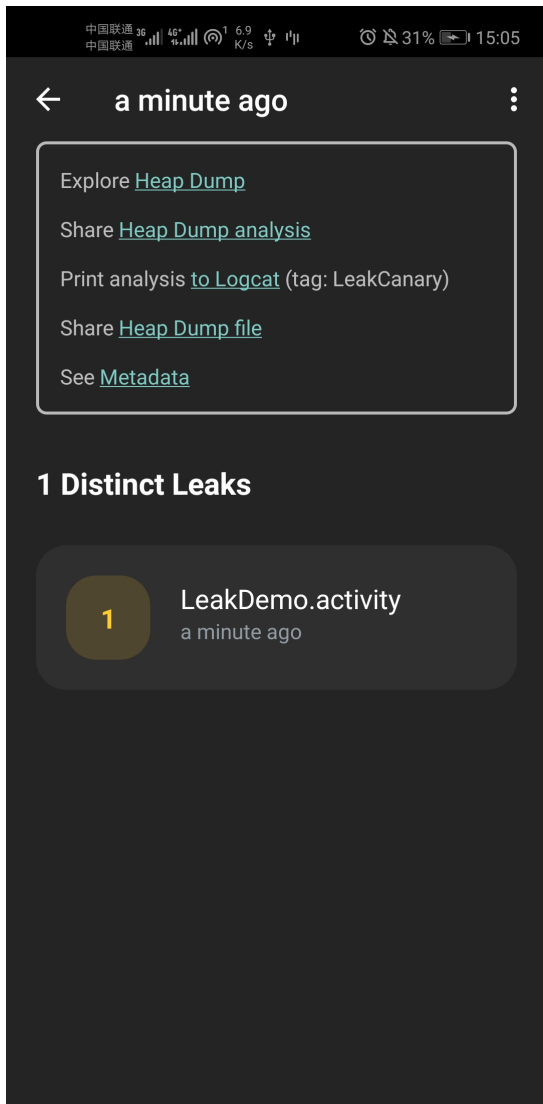 中国联通 3G 4G+ 1 6.9 31% 15:05
中国联通 K/s
a minute ago
Explore Heap Dump
Share Heap Dump analysis
Print analysis to Logcat (tag: LeakCanary)
Share Heap Dump file
See Metadata
1 Distinct Leaks
1
LeakDemo.activity
a minute ago